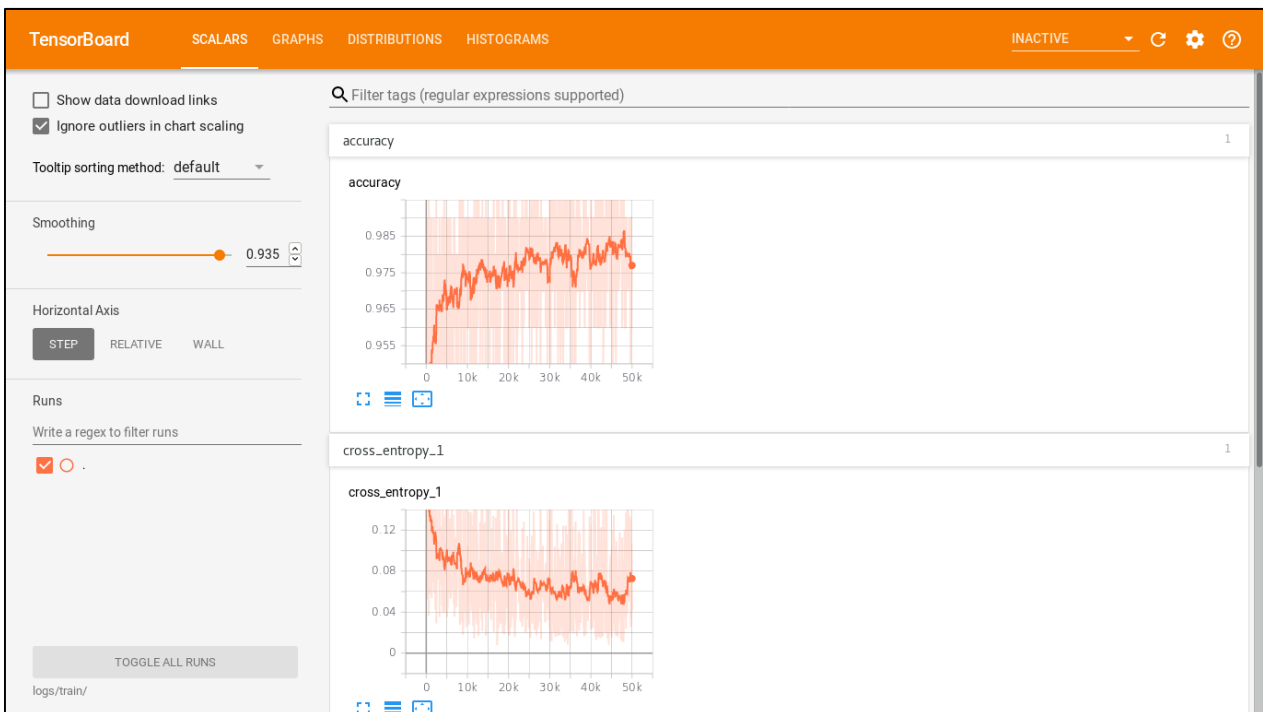 TensorBoard SCALARS GRAPHS DISTRIBUTIONS HISTOGRAMS INACTIVE
Show data download links
Ignore outliers in chart scaling
Tooltip sorting method: default
Smoothing
0.935
Horizontal Axis
STEP RELATIVE WALL
Runs
Write a regex to filter runs
.
TOGGLE ALL RUNS
logs/train/
Filter tags (regular expressions supported)
accuracy 1
accuracy
0.985
0.975
0.965
0.955
0 10k 20k 30k 40k 50k
cross_entropy_1 1
cross_entropy_1
0.12
0.08
0.04
0
0 10k 20k 30k 40k 50k